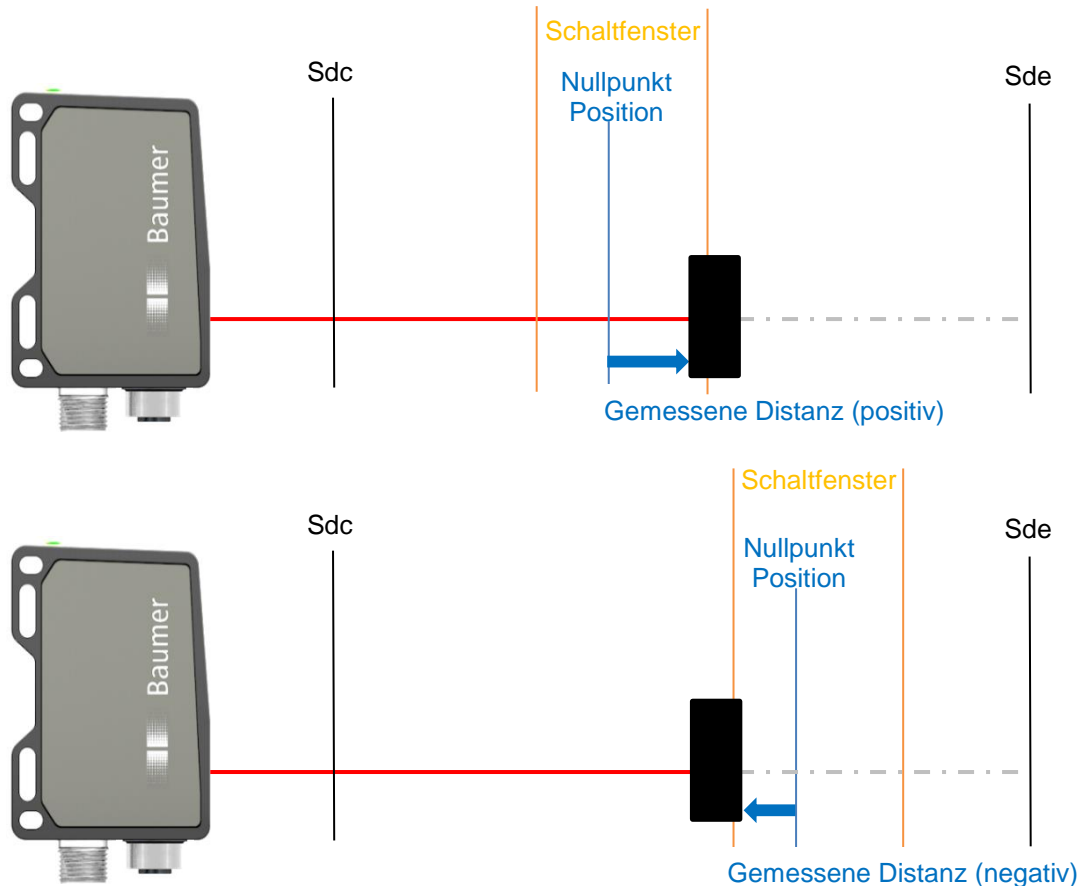 Schaltfenster
Sdc
Nullpunkt
Position
Sde
Baumer
Gemessene Distanz (positiv)
Schaltfenster
Sdc
Nullpunkt
Position
Sde
Baumer
Gemessene Distanz (negativ)